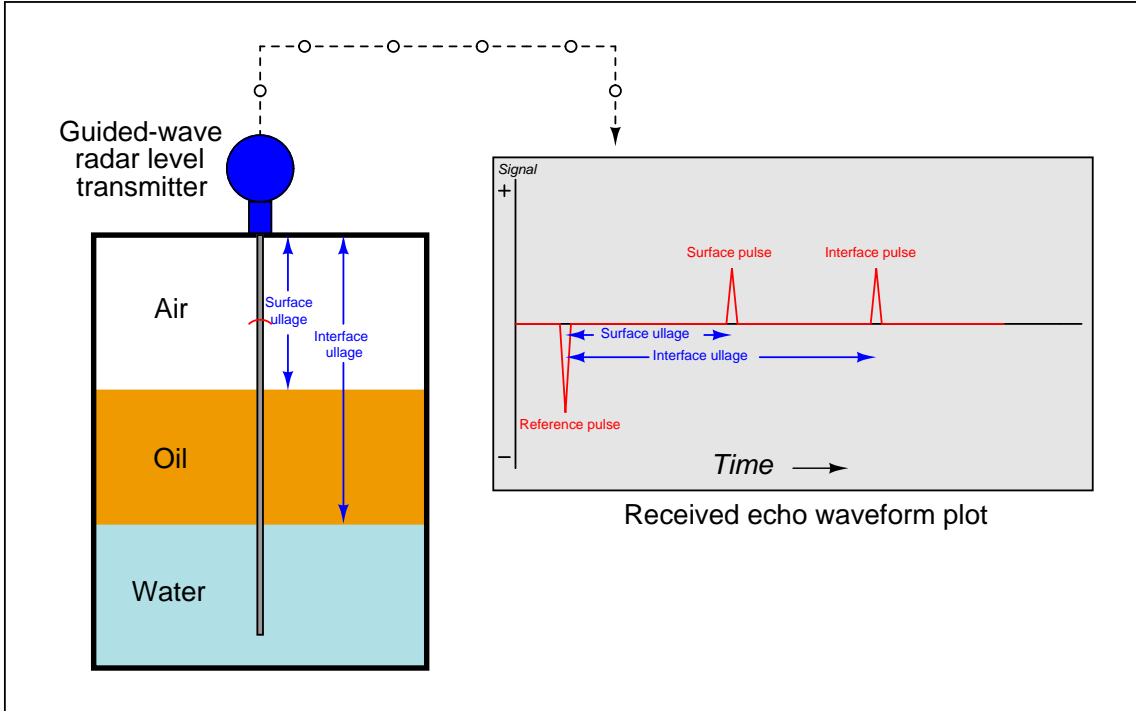 Guided-wave
radar level
transmitter
Air
Surface
ullage
Interface
ullage
Oil
Water
Signal
+
Surface pulse
Interface pulse
Surface ullage
Interface ullage
Reference pulse
−
Time
Received echo waveform plot